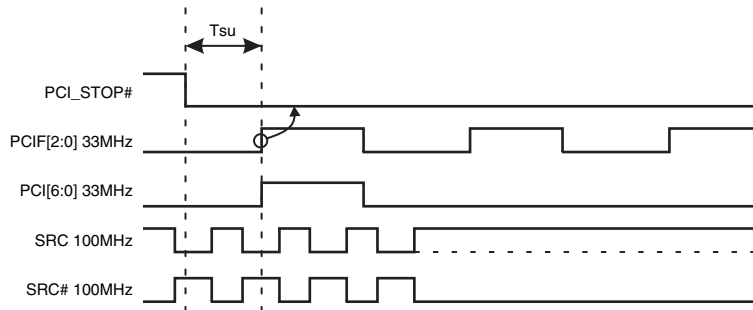 Tsu
PCI_STOP#
PCIF[2:0] 33MHz
PCI[6:0] 33MHz
SRC 100MHz
SRC# 100MHz